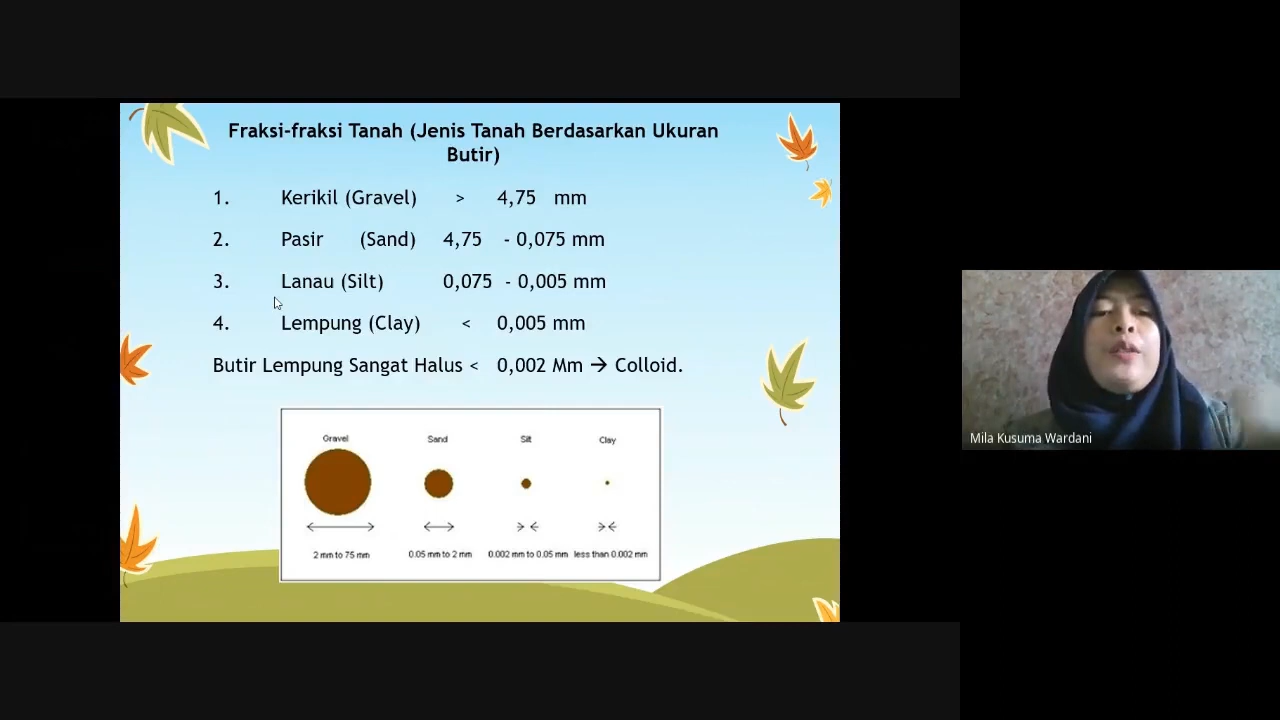 Fraksi-fraksi Tanah (Jenis Tanah Berdasarkan Ukuran
Butir)
1. Kerikil (Gravel) > 4,75 mm
2. Pasir (Sand) 4,75 - 0,075 mm
3. Lanau (Silt) 0,075 - 0,005 mm
4. Lempung (Clay) < 0,005 mm
Butir Lempung Sangat Halus < 0,002 Mm → Colloid.
Gravel Sand Silt Clay
2 mm to 75 mm 0.05 mm to 2 mm 0.002 mm to 0.05 mm less than 0.002 mm
Mila Kusuma Wardani